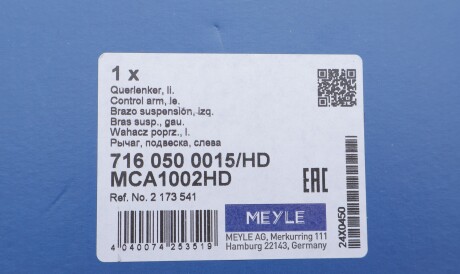 1 x
Querlenker, li.
Control arm, le.
Brazo suspensión, izq.
Bras susp., gau.
Wahacz poprz., l.
Рычаг, подвеска, слева
716 050 0015/HD
MCA1002HD
Ref. No. 2 173 541
EAC
MEYLE
4 040074 253519
MEYLE AG, Merkurring 111
Hamburg 22143, Germany
24X0450